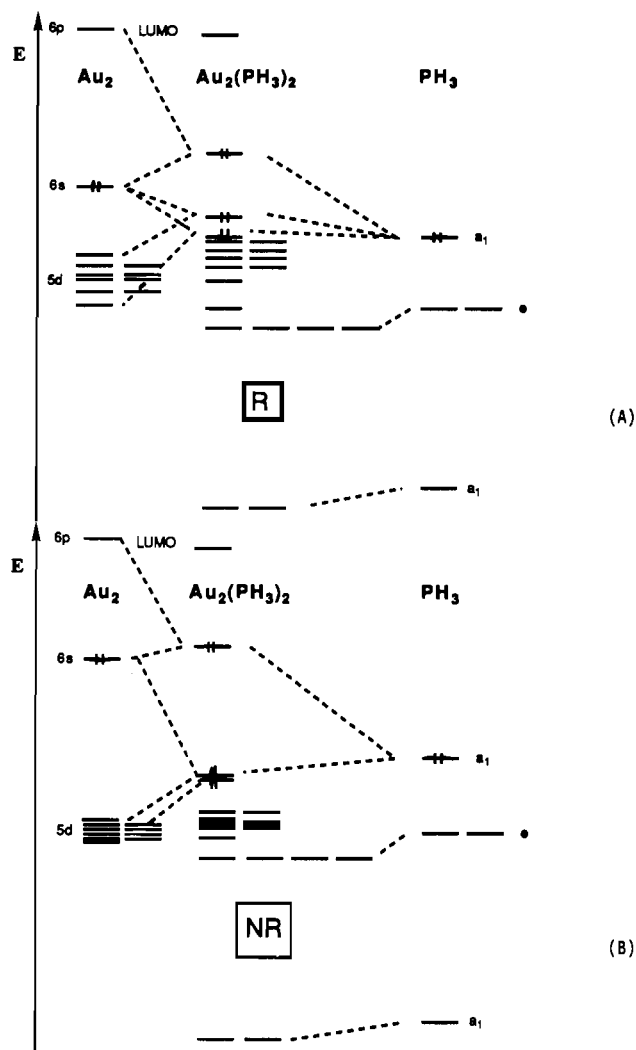 6p LUMO
E
Au2 Au2(PH3)2 PH3
6s
a1
5d
R
(A)
a1
6p LUMO
E
Au2 Au2(PH3)2 PH3
6s
a1
5d
NR
(B)
a1